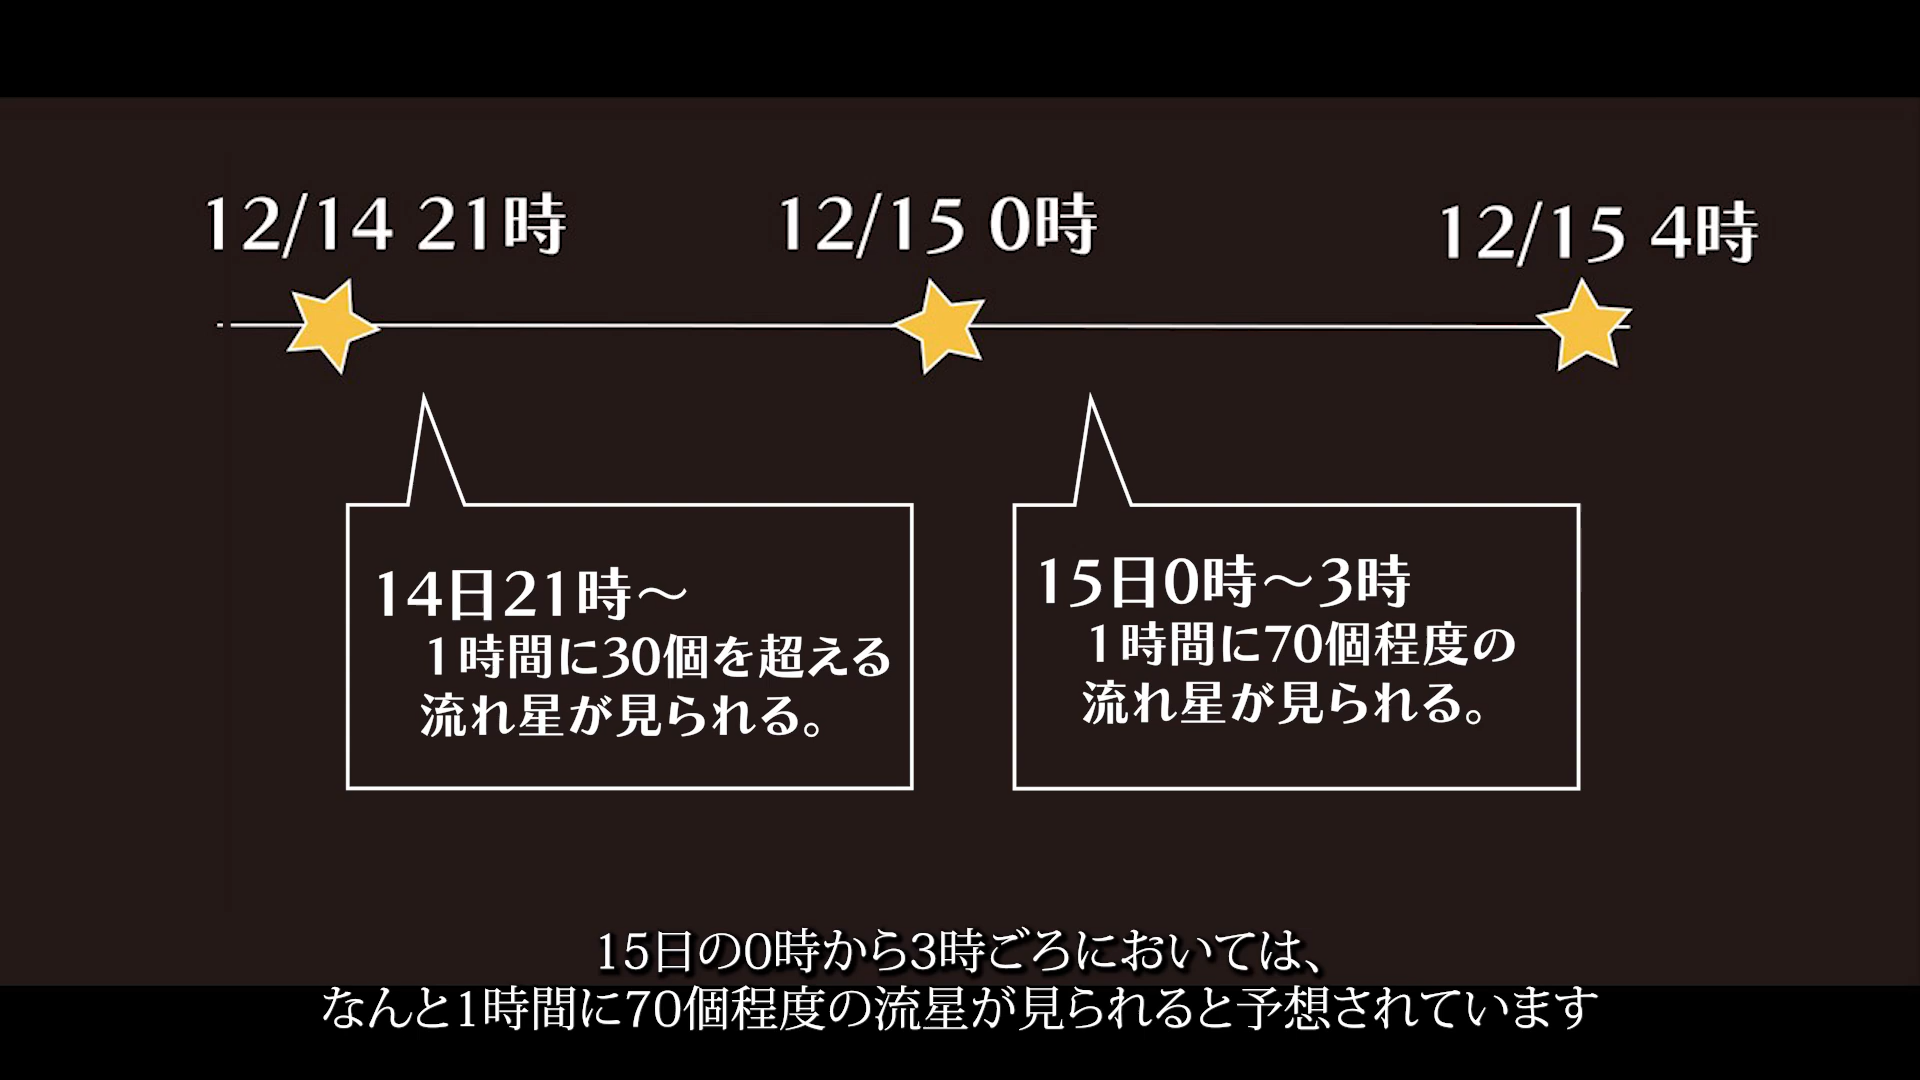 12/14 21時
12/15 0時
12/15 4時
14日21時～
1時間に30個を超える
流れ星が見られる。
15日0時～3時
1時間に70個程度の
流れ星が見られる。
15日の0時から3時ごろにおいては、
なんと1時間に70個程度の流星が見られると予想されています